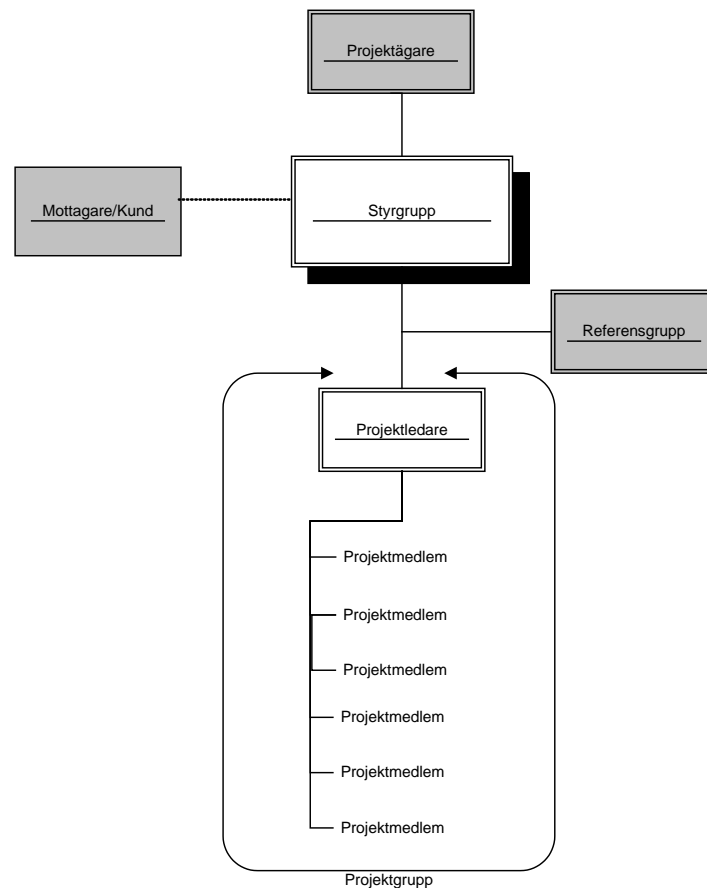 Projektägare
Mottagare/Kund
Styrgrupp
Referensgrupp
Projektledare
Projektmedlem
Projektmedlem
Projektmedlem
Projektmedlem
Projektmedlem
Projektmedlem
Projektgrupp